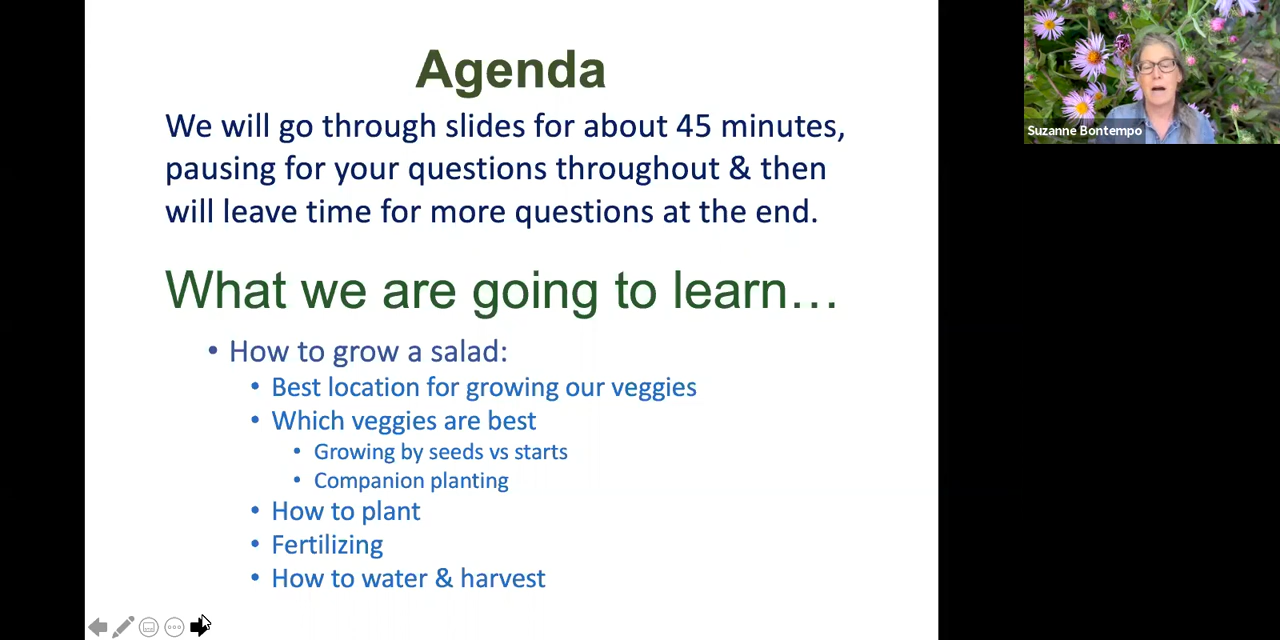 Agenda
We will go through slides for about 45 minutes,
pausing for your questions throughout & then
will leave time for more questions at the end.
What we are going to learn…
• How to grow a salad:
• Best location for growing our veggies
• Which veggies are best
• Growing by seeds vs starts
• Companion planting
• How to plant
• Fertilizing
• How to water & harvest
Suzanne Bontempo